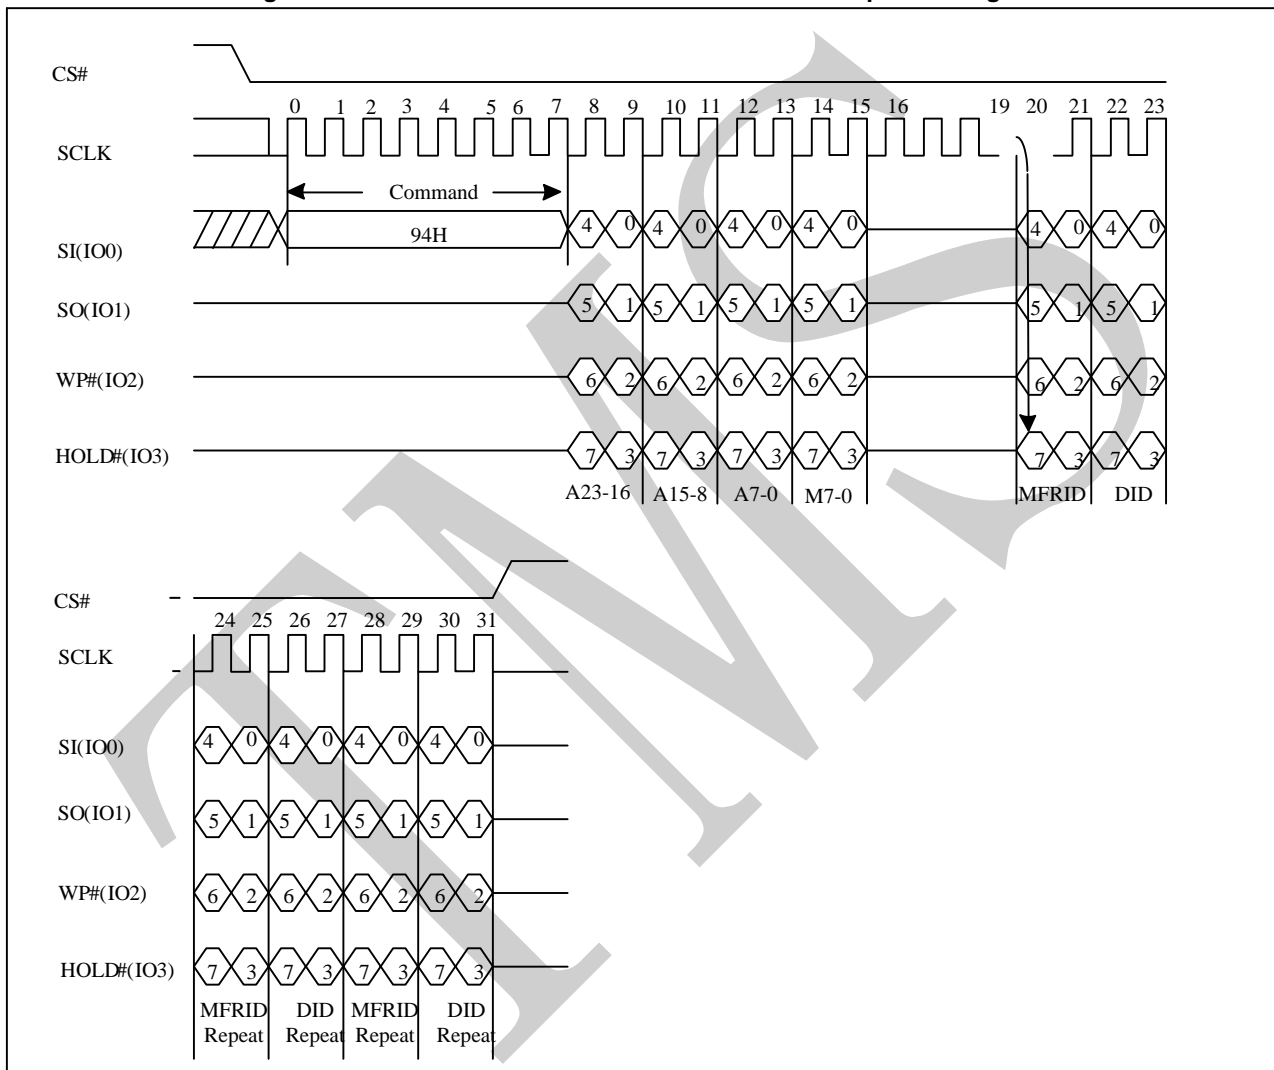 CS#
0 1 2 3 4 5 6 7 8 9 10 11 12 13 14 15 16 19 20 21 22 23
SCLK
Command
94H
4 0 4 0 4 0 4 0 4 0 4 0
SI(IO0)
5 1 5 1 5 1 5 1 5 1 5 1
SO(IO1)
6 2 6 2 6 2 6 2 6 2 6 2
WP#(IO2)
7 3 7 3 7 3 7 3 7 3 7 3
HOLD#(IO3)
A23-16 A15-8 A7-0 M7-0 MFRID DID
CS#
24 25 26 27 28 29 30 31
SCLK
4 0 4 0 4 0 4 0
SI(IO0)
5 1 5 1 5 1 5 1
SO(IO1)
6 2 6 2 6 2 6 2
WP#(IO2)
7 3 7 3 7 3 7 3
HOLD#(IO3)
MFRID DID MFRID DID
Repeat Repeat Repeat Repeat
TMS